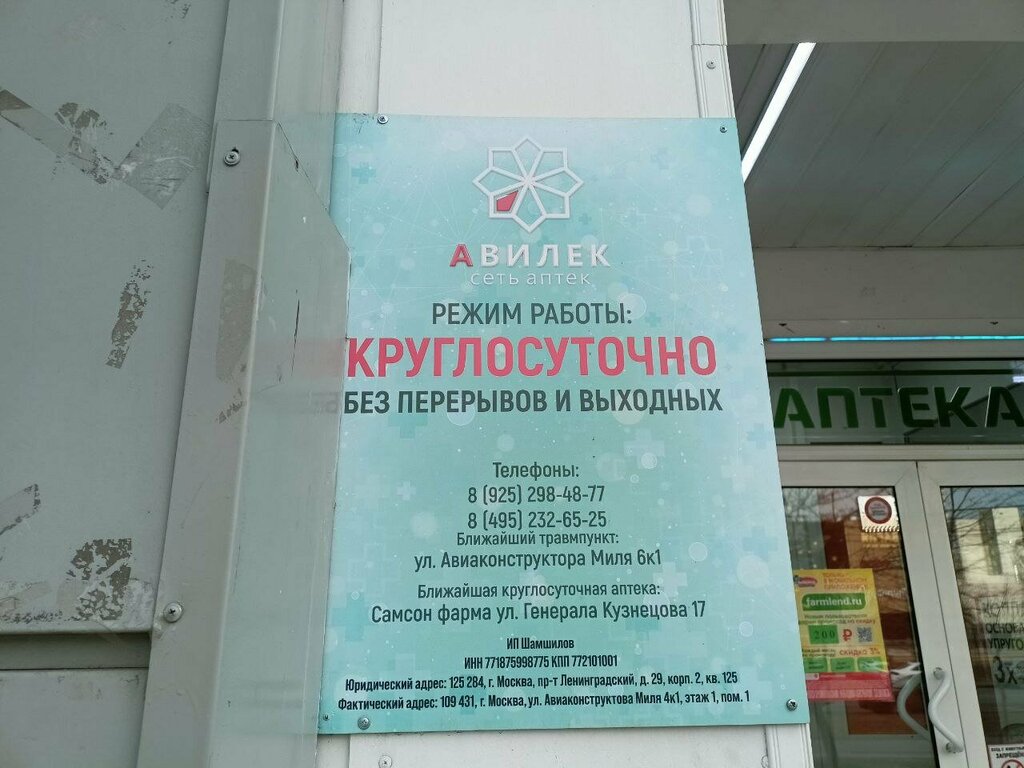 АВИЛЕК
сеть аптек
РЕЖИМ РАБОТЫ:
КРУГЛОСУТОЧНО
БЕЗ ПЕРЕРЫВОВ И ВЫХОДНЫХ
Телефоны:
8 (925) 298-48-77
8 (495) 232-65-25
Ближайший травмпункт:
ул. Авиаконструктора Миля 6к1
Ближайшая круглосуточная аптека:
Самсон фарма ул. Генерала Кузнецова 17
ИП Шамшилов
ИНН 771875998775 КПП 772101001
Юридический адрес: 125 284, г. Москва, пр-т Ленинградский, д. 29, корп. 2, кв. 125
Фактический адрес: 109 431, г. Москва, ул. Авиаконструктова Миля 4к1, этаж 1, пом. 1
АПТЕКА
farmlend.ru
200 ₽
скидка 3%